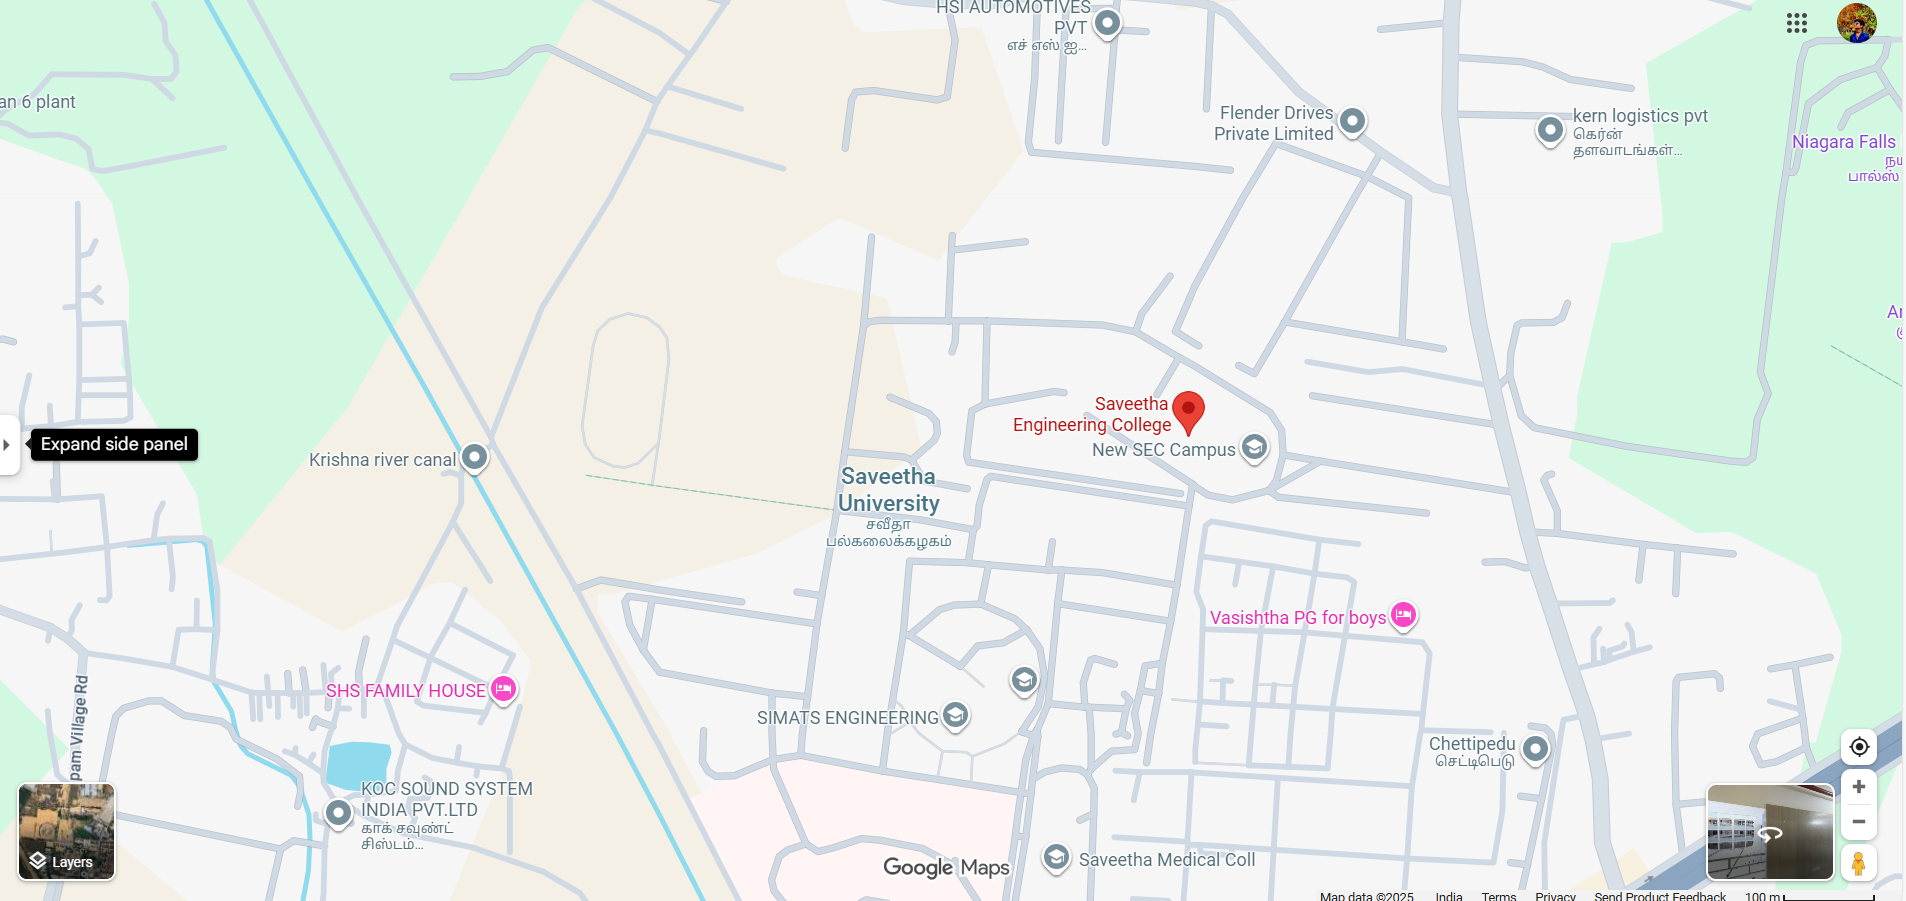 HSI AUTOMOTIVES
PVT
எச் எஸ் ஐ...
an 6 plant
Flender Drives
Private Limited
kern logistics pvt
கெர்ன்
தளவாடங்கள்...
Niagara Falls
நய
பால்ஸ்
Saveetha
Engineering College
New SEC Campus
Expand side panel
Krishna river canal
Saveetha
University
சவீதா
பல்கலைக்கழகம்
Vasishtha PG for boys
SHS FAMILY HOUSE
SIMATS ENGINEERING
pam Village Rd
Chettipedu
செட்டிபெடு
KOC SOUND SYSTEM
INDIA PVT.LTD
காக் சவுண்ட்
சிஸ்டம்...
Layers
Google Maps
Saveetha Medical Coll
Map data ©2025 India Terms Privacy Send Product Feedback 100 m